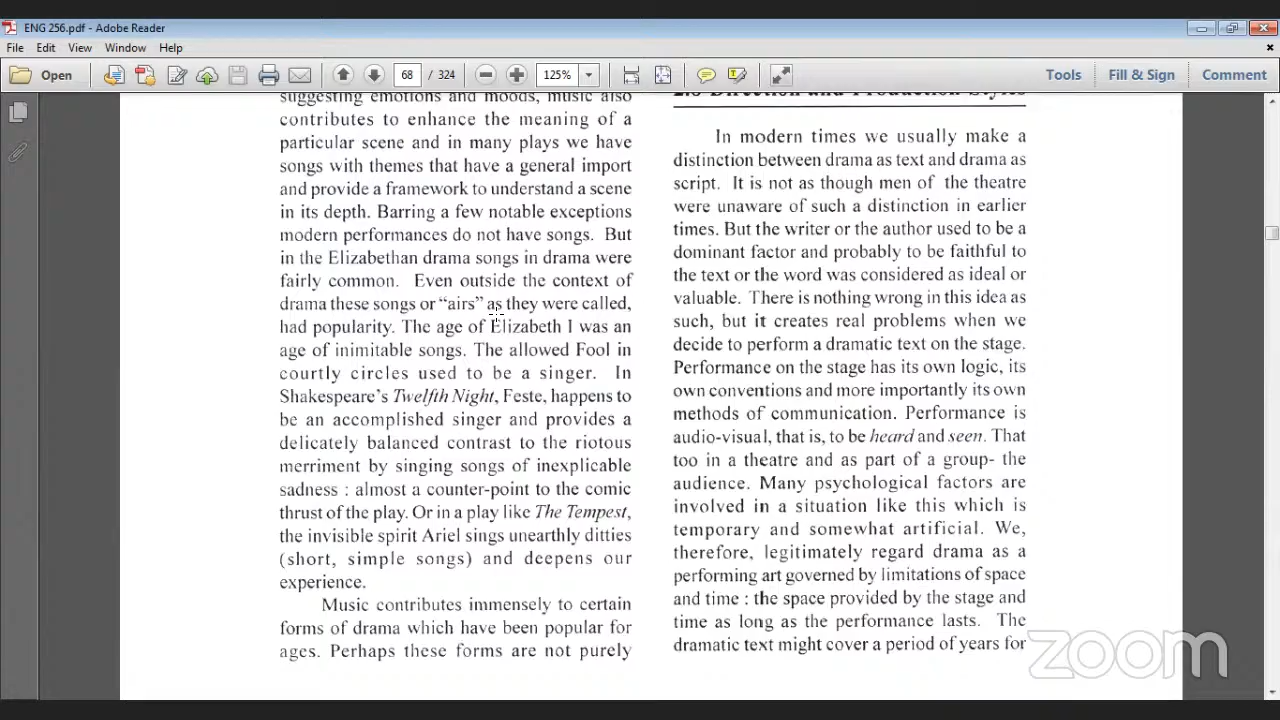 ENG 256.pdf - Adobe Reader
File Edit View Window Help
Open 68 / 324 125% Tools Fill & Sign Comment
suggesting emotions and moods, music also
contributes to enhance the meaning of a
particular scene and in many plays we have
songs with themes that have a general import
and provide a framework to understand a scene
in its depth. Barring a few notable exceptions
modern performances do not have songs. But
in the Elizabethan drama songs in drama were
fairly common. Even outside the context of
drama these songs or “airs” as they were called,
had popularity. The age of Elizabeth I was an
age of inimitable songs. The allowed Fool in
courtly circles used to be a singer. In
Shakespeare’s Twelfth Night, Feste, happens to
be an accomplished singer and provides a
delicately balanced contrast to the riotous
merriment by singing songs of inexplicable
sadness : almost a counter-point to the comic
thrust of the play. Or in a play like The Tempest,
the invisible spirit Ariel sings unearthly ditties
(short, simple songs) and deepens our
experience.
Music contributes immensely to certain
forms of drama which have been popular for
ages. Perhaps these forms are not purely
Direction and Production Styles
In modern times we usually make a
distinction between drama as text and drama as
script. It is not as though men of the theatre
were unaware of such a distinction in earlier
times. But the writer or the author used to be a
dominant factor and probably to be faithful to
the text or the word was considered as ideal or
valuable. There is nothing wrong in this idea as
such, but it creates real problems when we
decide to perform a dramatic text on the stage.
Performance on the stage has its own logic, its
own conventions and more importantly its own
methods of communication. Performance is
audio-visual, that is, to be heard and seen. That
too in a theatre and as part of a group- the
audience. Many psychological factors are
involved in a situation like this which is
temporary and somewhat artificial. We,
therefore, legitimately regard drama as a
performing art governed by limitations of space
and time : the space provided by the stage and
time as long as the performance lasts. The
dramatic text might cover a period of years for
zoom